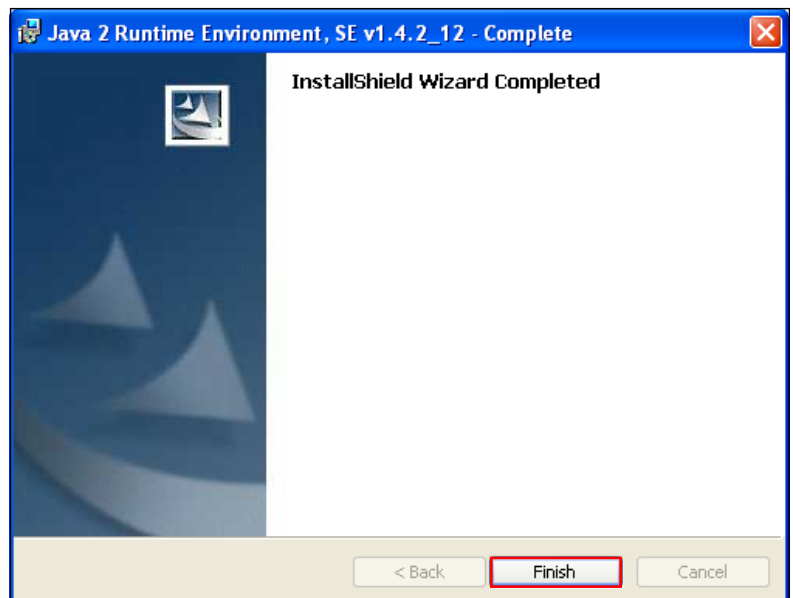 Java 2 Runtime Environment, SE v1.4.2_12 - Complete
InstallShield Wizard Completed
< Back Finish Cancel